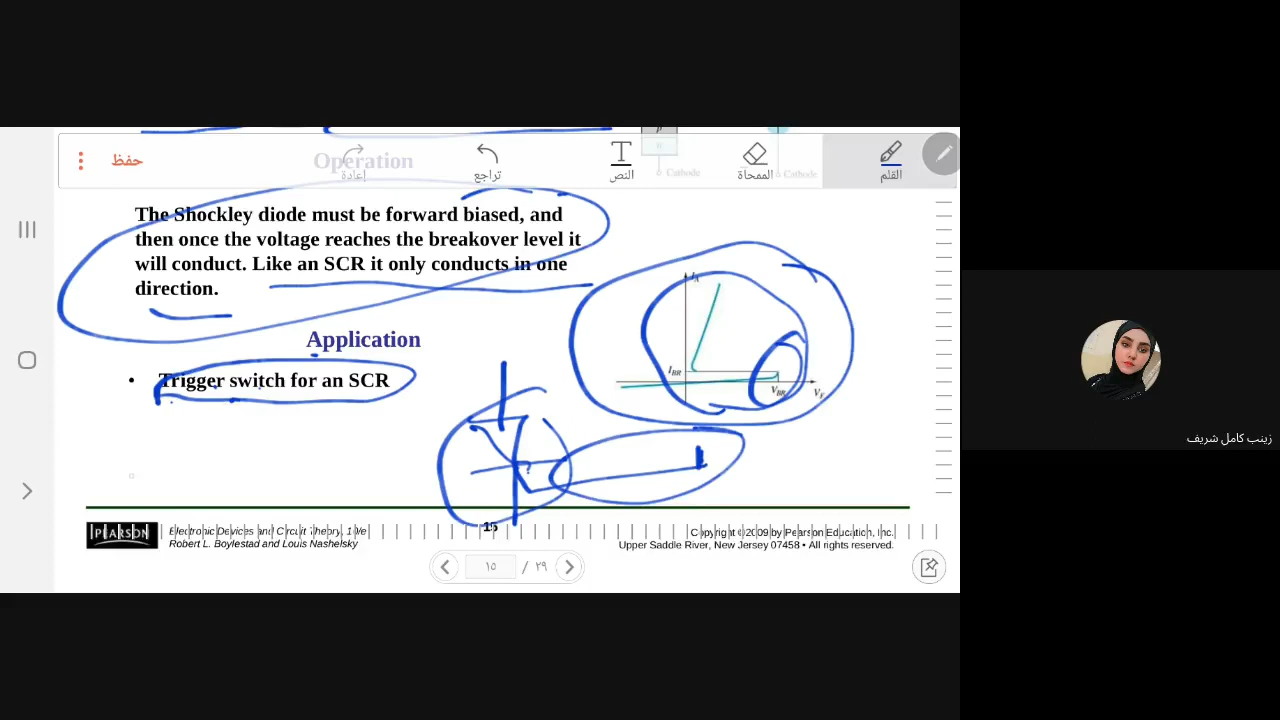 p
n
Cathode
Cathode
حفظ
Operation
إعادة
تراجع
T
النص
الممحاة
القلم
The Shockley diode must be forward biased, and
then once the voltage reaches the breakover level it
will conduct. Like an SCR it only conducts in one
direction.
I_A
I_BR
V_BR
V_F
Application
• Trigger switch for an SCR
15
PEARSON
Electronic Devices and Circuit Theory, 10/e
Robert L. Boylestad and Louis Nashelsky
Copyright ©2009 by Pearson Education, Inc.
Upper Saddle River, New Jersey 07458 • All rights reserved.
١٥ / ٢٩
زينب كامل شريف